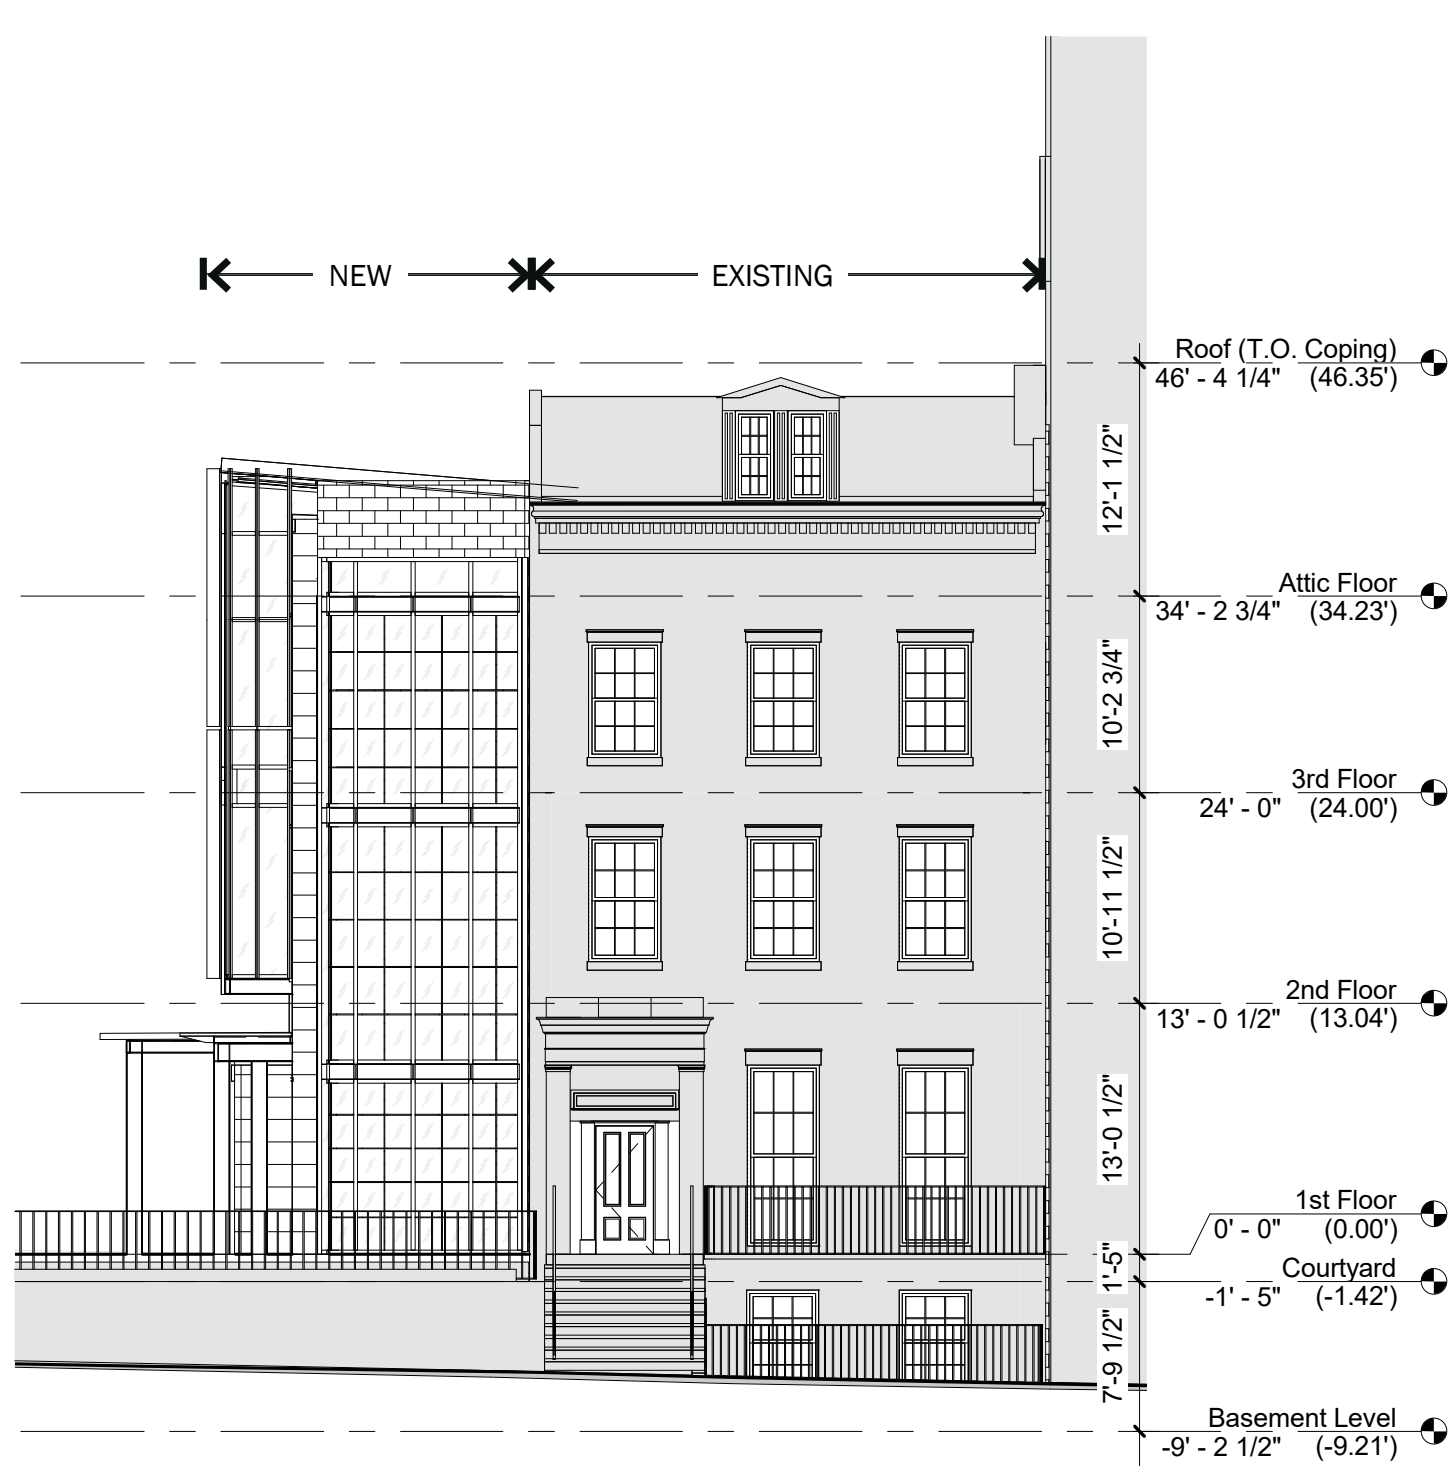 NEW
EXISTING
Roof (T.O. Coping)
46' - 4 1/4" (46.35')
12'-1 1/2"
Attic Floor
34' - 2 3/4" (34.23')
10'-2 3/4"
3rd Floor
24' - 0" (24.00')
10'-11 1/2"
2nd Floor
13' - 0 1/2" (13.04')
13'-0 1/2"
1st Floor
0' - 0" (0.00')
1'-5"
Courtyard
-1' - 5" (-1.42')
7'-9 1/2"
Basement Level
-9' - 2 1/2" (-9.21')